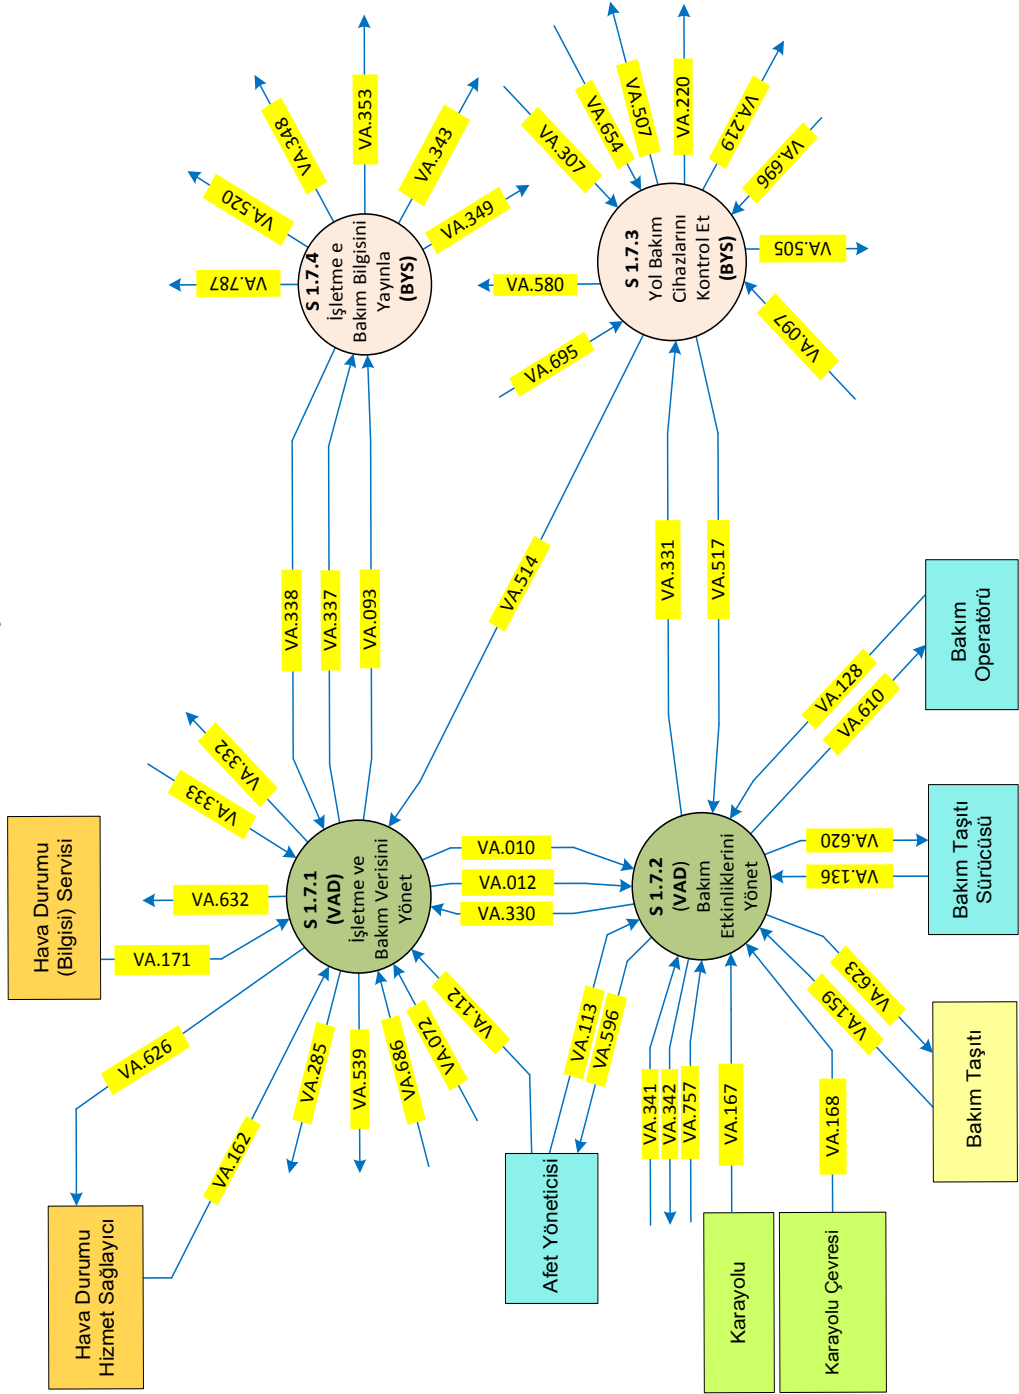 Hava Durumu
Hizmet Sağlayıcı
Hava Durumu
(Bilgisi) Servisi
VA.626
VA.162
VA.171
VA.632
VA.333
VA.332
VA.285
VA.539
VA.686
VA.072
VA.112
S 1.7.1
(VAD)
İşletme ve
Bakım Verisini
Yönet
VA.338
VA.337
VA.093
VA.514
S 1.7.4
İşletme e
Bakım Bilgisini
Yayınla
(BYS)
VA.787
VA.520
VA.348
VA.353
VA.343
VA.349
VA.010
VA.012
VA.330
Afet Yöneticisi
VA.113
VA.596
VA.341
VA.342
VA.757
VA.167
VA.168
Karayolu
Karayolu Çevresi
S 1.7.2
(VAD)
Bakım
Etkinliklerini
Yönet
VA.331
VA.517
S 1.7.3
Yol Bakım
Cihazlarını
Kontrol Et
(BYS)
VA.695
VA.580
VA.307
VA.654
VA.507
VA.220
VA.219
VA.696
VA.505
VA.097
VA.159
VA.623
VA.136
VA.620
VA.610
VA.128
Bakım Taşıtı
Bakım Taşıtı
Sürücüsü
Bakım
Operatörü